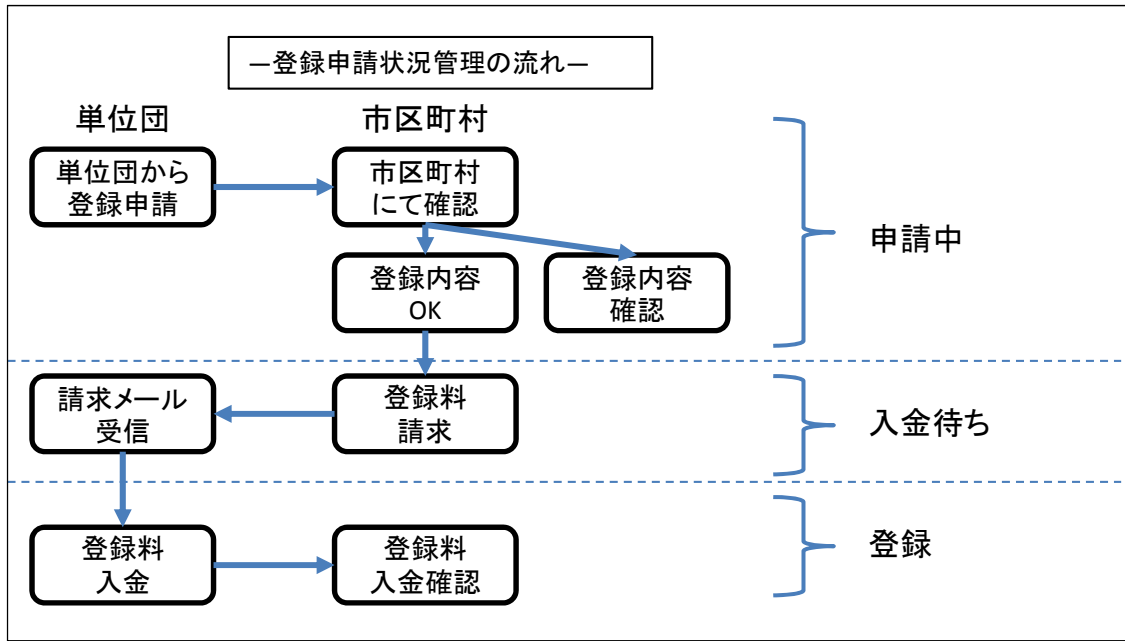 ―登録申請状況管理の流れ―
単位団
市区町村
単位団から
登録申請
市区町村
にて確認
登録内容
OK
登録内容
確認
申請中
請求メール
受信
登録料
請求
入金待ち
登録料
入金
登録料
入金確認
登録